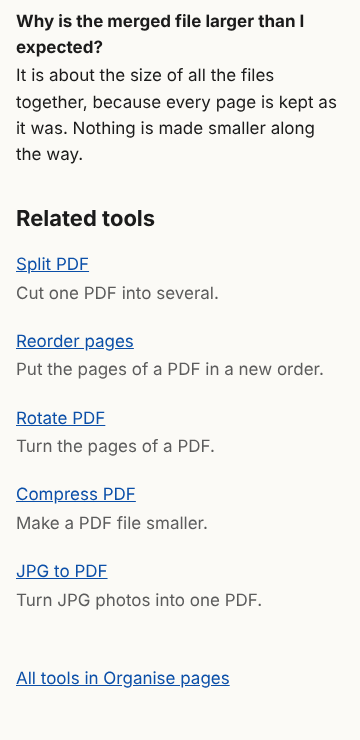 Why is the merged file larger than I
expected?
It is about the size of all the files
together, because every page is kept as
it was. Nothing is made smaller along
the way.
Related tools
Split PDF
Cut one PDF into several.
Reorder pages
Put the pages of a PDF in a new order.
Rotate PDF
Turn the pages of a PDF.
Compress PDF
Make a PDF file smaller.
JPG to PDF
Turn JPG photos into one PDF.
All tools in Organise pages